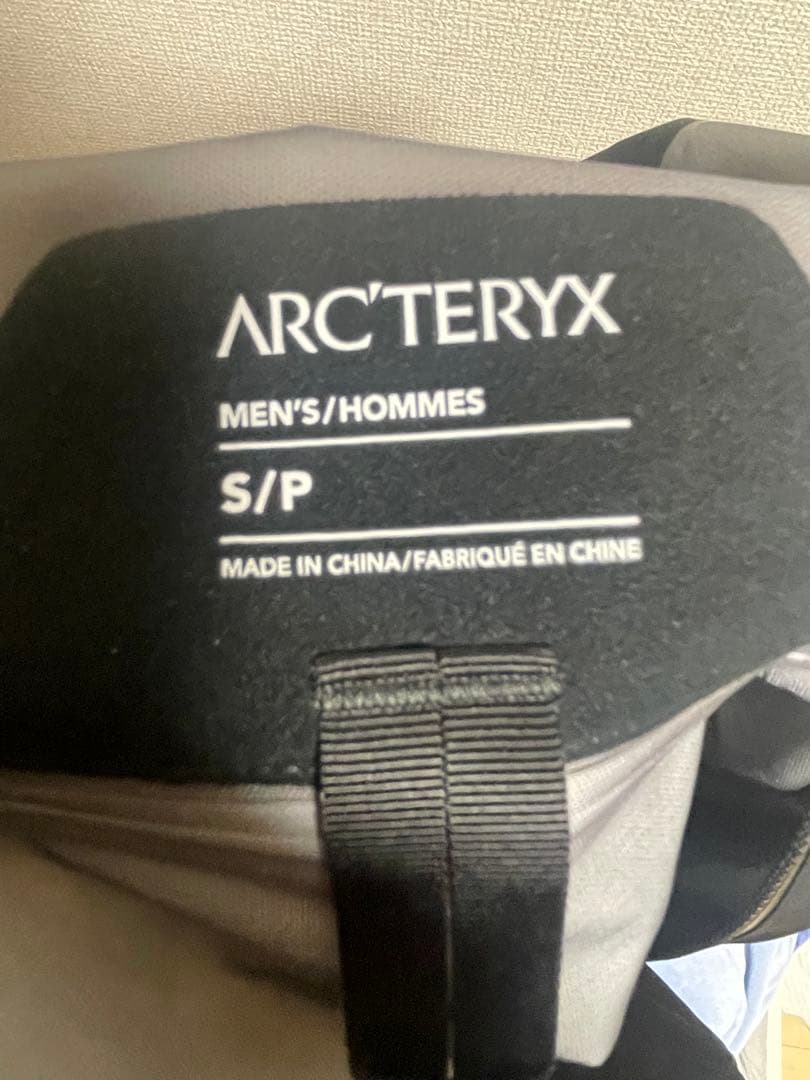 ARC'TERYX
MEN'S/HOMMES
S/P
MADE IN CHINA/FABRIQUÉ EN CHINE